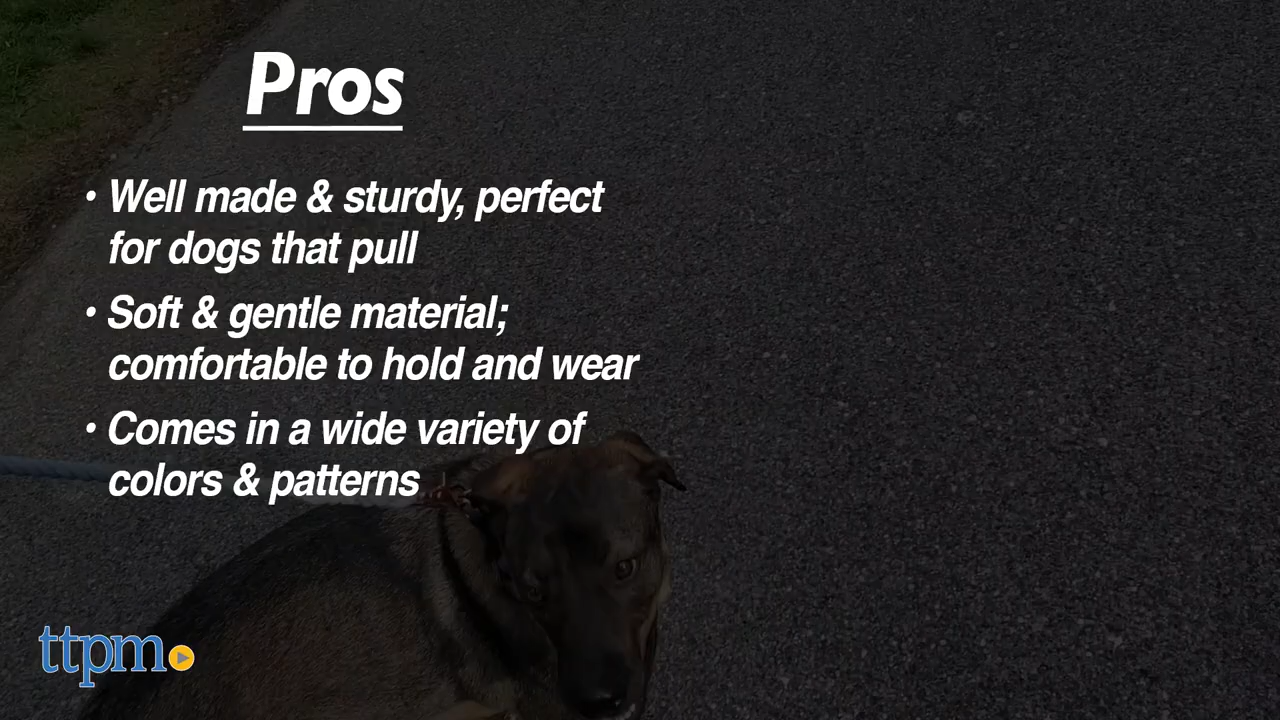 Pros
• Well made & sturdy, perfect
for dogs that pull
• Soft & gentle material;
comfortable to hold and wear
• Comes in a wide variety of
colors & patterns
ttpm